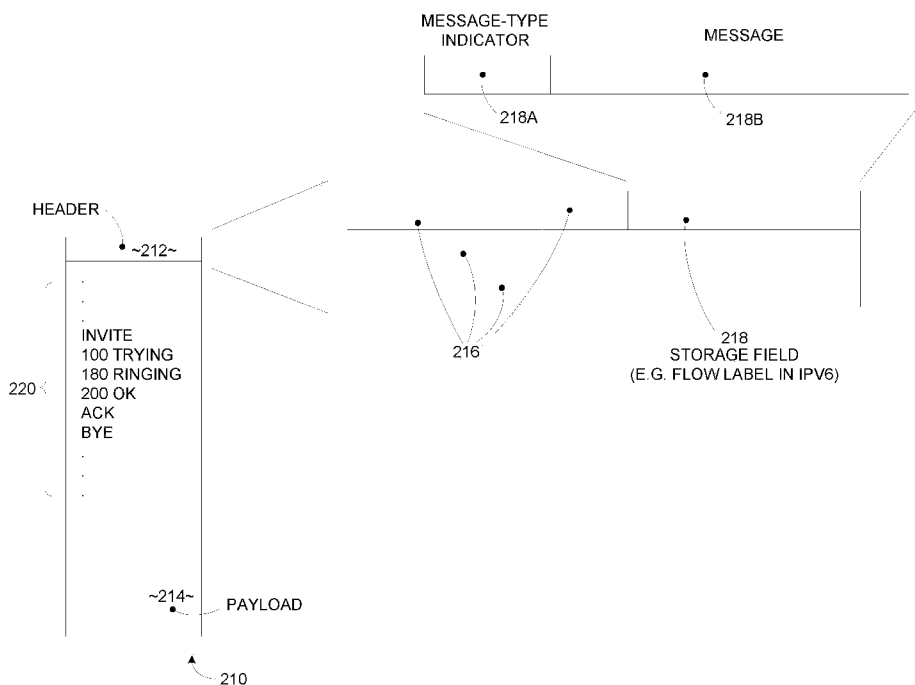 MESSAGE-TYPE
INDICATOR
MESSAGE
218A
218B
HEADER
~212~
INVITE
100 TRYING
180 RINGING
200 OK
ACK
BYE
220
216
218
STORAGE FIELD
(E.G. FLOW LABEL IN IPV6)
~214~
PAYLOAD
210